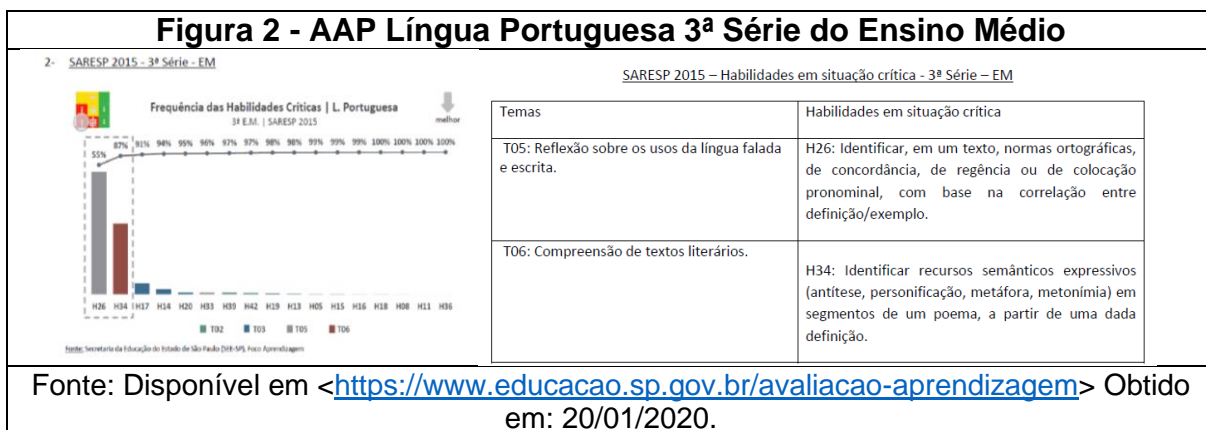 Figura 2 - AAP Língua Portuguesa 3ª Série do Ensino Médio
2- SARESP 2015 - 3ª Série - EM
Frequência das Habilidades Críticas | L. Portuguesa
3ª E.M. | SARESP 2015
melhor
55% 87% 91% 94% 95% 96% 97% 97% 98% 98% 99% 99% 99% 100% 100% 100% 100%
H26 H34 H17 H14 H20 H33 H39 H42 H19 H13 H05 H15 H16 H18 H08 H11 H36
T02 T03 T05 T06
Fonte: Secretaria da Educação do Estado de São Paulo (SEE-SP), Foco Aprendizagem
SARESP 2015 – Habilidades em situação crítica - 3ª Série – EM
Temas
Habilidades em situação crítica
T05: Reflexão sobre os usos da língua falada
e escrita.
H26: Identificar, em um texto, normas ortográficas,
de concordância, de regência ou de colocação
pronominal, com base na correlação entre
definição/exemplo.
T06: Compreensão de textos literários.
H34: Identificar recursos semânticos expressivos
(antítese, personificação, metáfora, metonímia) em
segmentos de um poema, a partir de uma dada
definição.
Fonte: Disponível em <https://www.educacao.sp.gov.br/avaliacao-aprendizagem> Obtido
em: 20/01/2020.